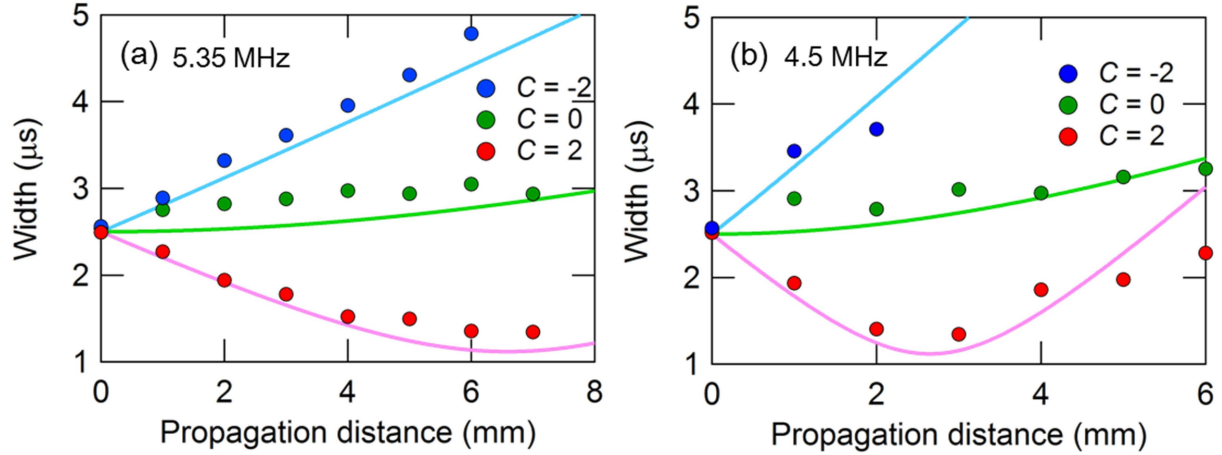 (a) 5.35 MHz
C = -2
C = 0
C = 2
Width (μs)
5
4
3
2
1
0 2 4 6 8
Propagation distance (mm)
(b) 4.5 MHz
C = -2
C = 0
C = 2
Width (μs)
5
4
3
2
1
0 2 4 6
Propagation distance (mm)